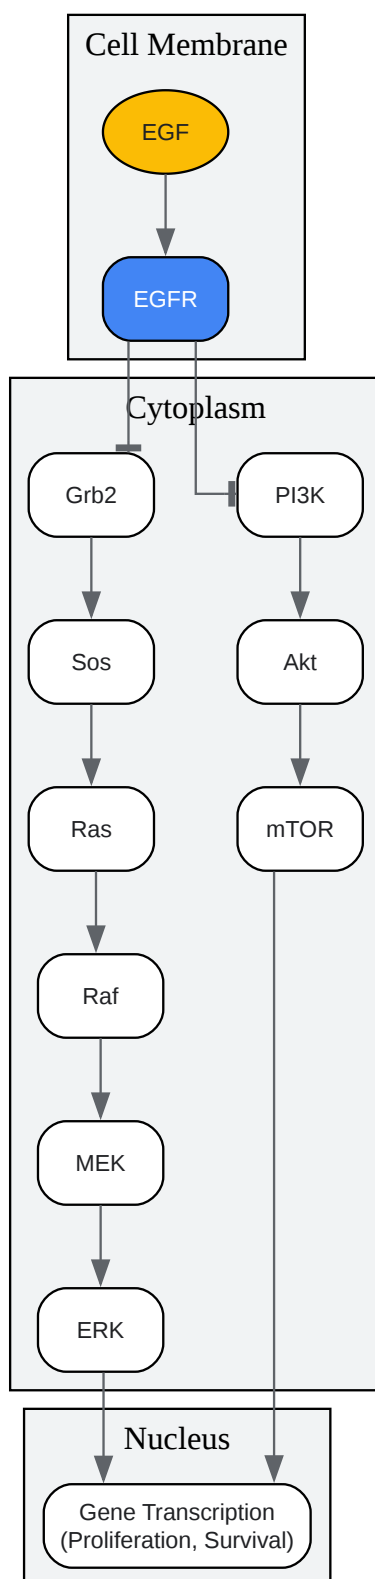 Cell Membrane
EGF
EGFR
Cytoplasm
Grb2
PI3K
Sos
Akt
Ras
mTOR
Raf
MEK
ERK
Nucleus
Gene Transcription
(Proliferation, Survival)